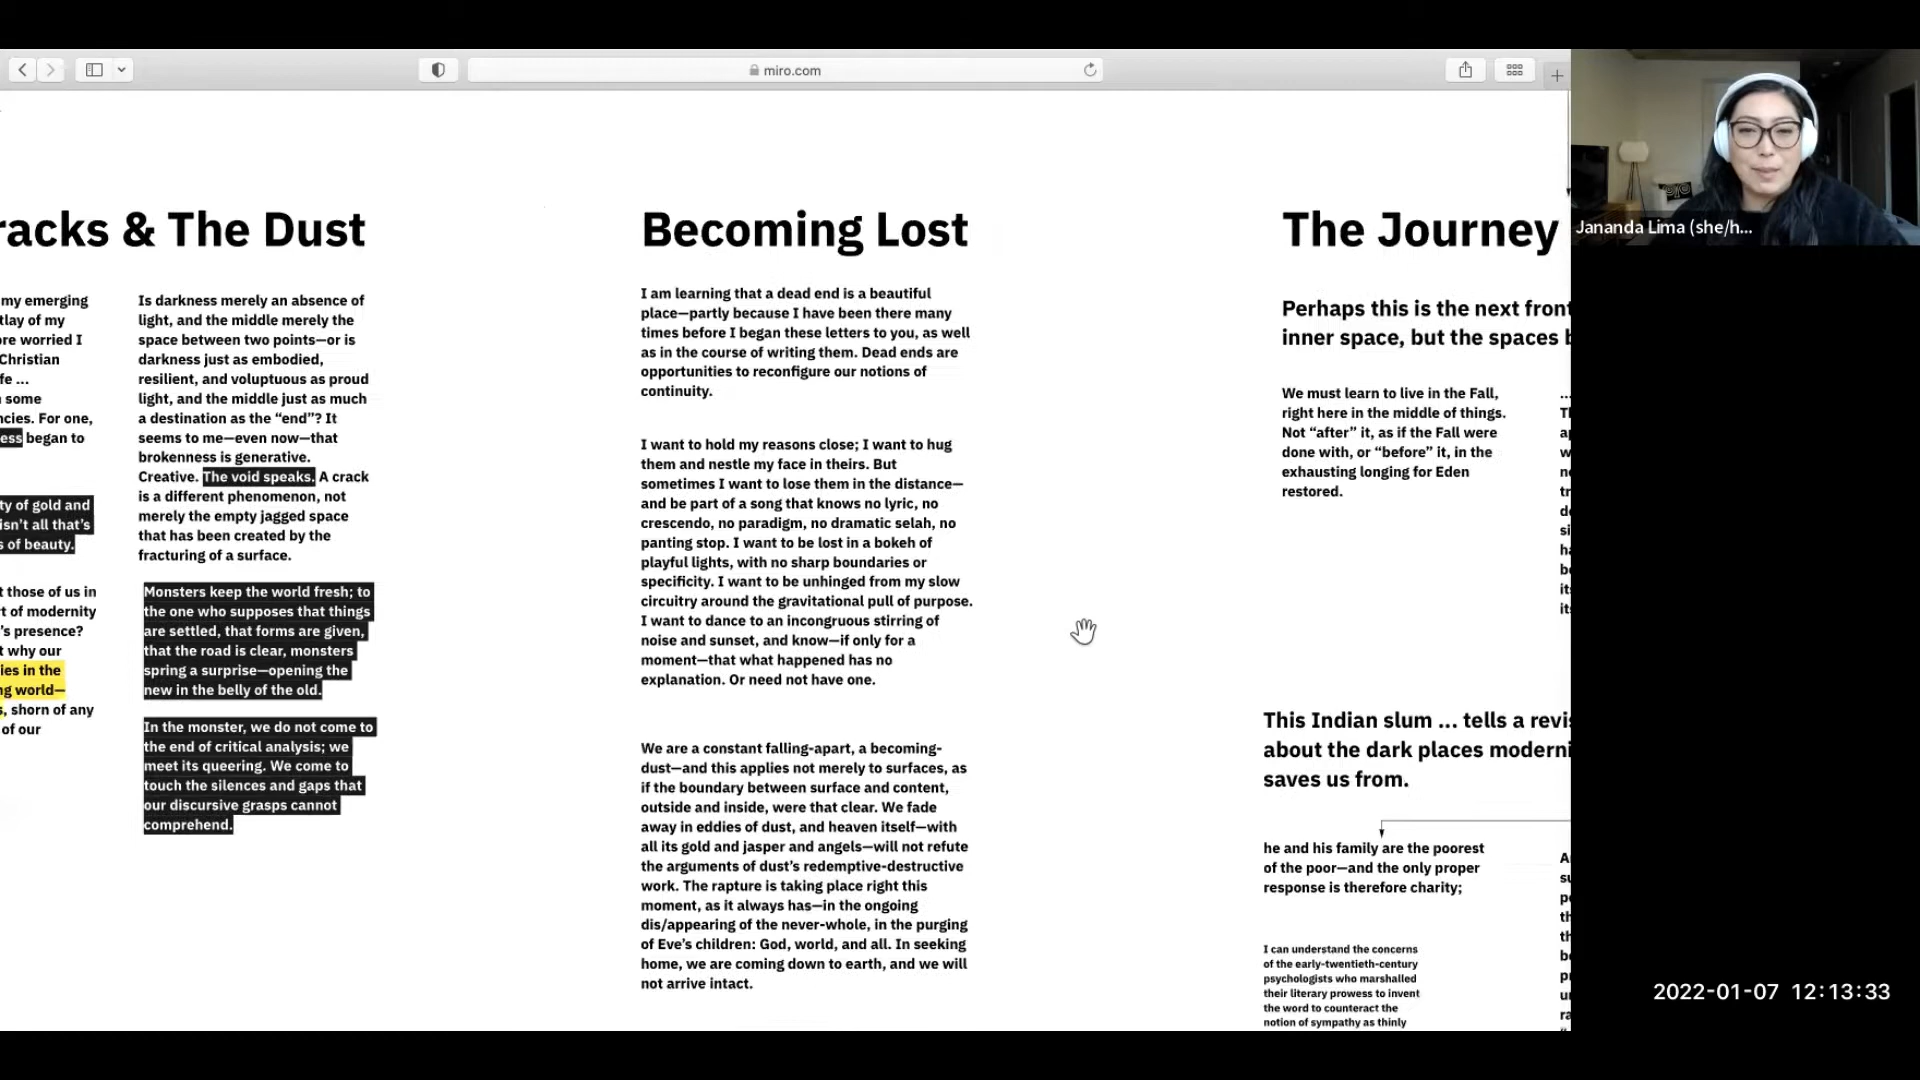 miro.com
racks & The Dust
my emerging
tlay of my
ore worried I
Christian
fe ...
some
ncies. For one,
ess began to
ty of gold and
isn't all that's
s of beauty.
t those of us in
rt of modernity
's presence?
t why our
ies in the
ng world—
s, shorn of any
of our
Is darkness merely an absence of
light, and the middle merely the
space between two points—or is
darkness just as embodied,
resilient, and voluptuous as proud
light, and the middle just as much
a destination as the “end”? It
seems to me—even now—that
brokenness is generative.
Creative. The void speaks. A crack
is a different phenomenon, not
merely the empty jagged space
that has been created by the
fracturing of a surface.
Monsters keep the world fresh; to
the one who supposes that things
are settled, that forms are given,
that the road is clear, monsters
spring a surprise—opening the
new in the belly of the old.
In the monster, we do not come to
the end of critical analysis; we
meet its queering. We come to
touch the silences and gaps that
our discursive grasps cannot
comprehend.
Becoming Lost
I am learning that a dead end is a beautiful
place—partly because I have been there many
times before I began these letters to you, as well
as in the course of writing them. Dead ends are
opportunities to reconfigure our notions of
continuity.
I want to hold my reasons close; I want to hug
them and nestle my face in theirs. But
sometimes I want to lose them in the distance—
and be part of a song that knows no lyric, no
crescendo, no paradigm, no dramatic selah, no
panting stop. I want to be lost in a bokeh of
playful lights, with no sharp boundaries or
specificity. I want to be unhinged from my slow
circuitry around the gravitational pull of purpose.
I want to dance to an incongruous stirring of
noise and sunset, and know—if only for a
moment—that what happened has no
explanation. Or need not have one.
We are a constant falling-apart, a becoming-
dust—and this applies not merely to surfaces, as
if the boundary between surface and content,
outside and inside, were that clear. We fade
away in eddies of dust, and heaven itself—with
all its gold and jasper and angels—will not refute
the arguments of dust's redemptive-destructive
work. The rapture is taking place right this
moment, as it always has—in the ongoing
dis/appearing of the never-whole, in the purging
of Eve's children: God, world, and all. In seeking
home, we are coming down to earth, and we will
not arrive intact.
The Journey
Perhaps this is the next front
inner space, but the spaces b
We must learn to live in the Fall,
right here in the middle of things.
Not “after” it, as if the Fall were
done with, or “before” it, in the
exhausting longing for Eden
restored.
This Indian slum ... tells a revis
about the dark places moderni
saves us from.
he and his family are the poorest
of the poor—and the only proper
response is therefore charity;
I can understand the concerns
of the early-twentieth-century
psychologists who marshalled
their literary prowess to invent
the word to counteract the
notion of sympathy as thinly
Jananda Lima (she/h...
2022-01-07 12:13:33